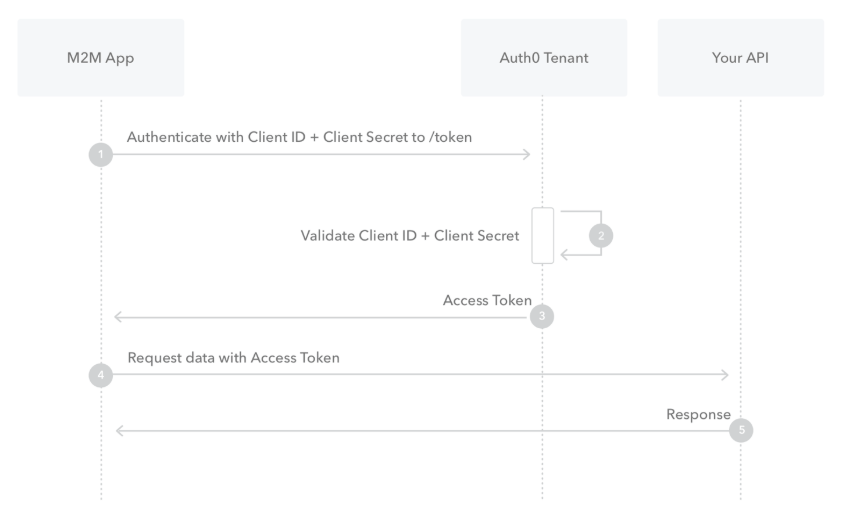 M2M App
Auth0 Tenant
Your API
Authenticate with Client ID + Client Secret to /token
1
Validate Client ID + Client Secret
2
Access Token
3
Request data with Access Token
4
Response
5